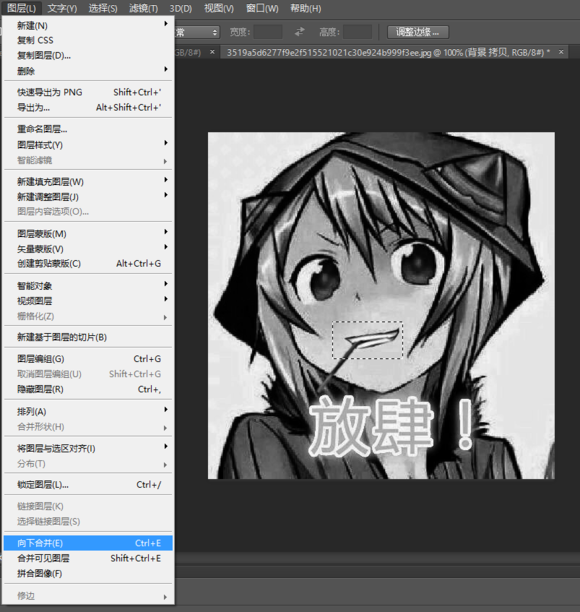 图层(L) 文字(Y) 选择(S) 滤镜(T) 3D(D) 视图(V) 窗口(W) 帮助(H)
常 宽度: 高度: 调整边缘...
GB/8#) × 3519a5d6277f9e2f515521021c30e924b999f3ee.jpg @ 100% (背景 拷贝, RGB/8#) * ×
新建(N)
复制 CSS
复制图层(D)...
删除
快速导出为 PNG Shift+Ctrl+'
导出为... Alt+Shift+Ctrl+'
重命名图层...
图层样式(Y)
智能滤镜
新建填充图层(W)
新建调整图层(J)
图层内容选项(O)...
图层蒙版(M)
矢量蒙版(V)
创建剪贴蒙版(C) Alt+Ctrl+G
智能对象
视频图层
栅格化(Z)
新建基于图层的切片(B)
图层编组(G) Ctrl+G
取消图层编组(U) Shift+Ctrl+G
隐藏图层(R) Ctrl+,
排列(A)
合并形状(H)
将图层与选区对齐(I)
分布(T)
锁定图层(L)... Ctrl+/
链接图层(K)
选择链接图层(S)
向下合并(E) Ctrl+E
合并可见图层 Shift+Ctrl+E
拼合图像(F)
修边
放肆！